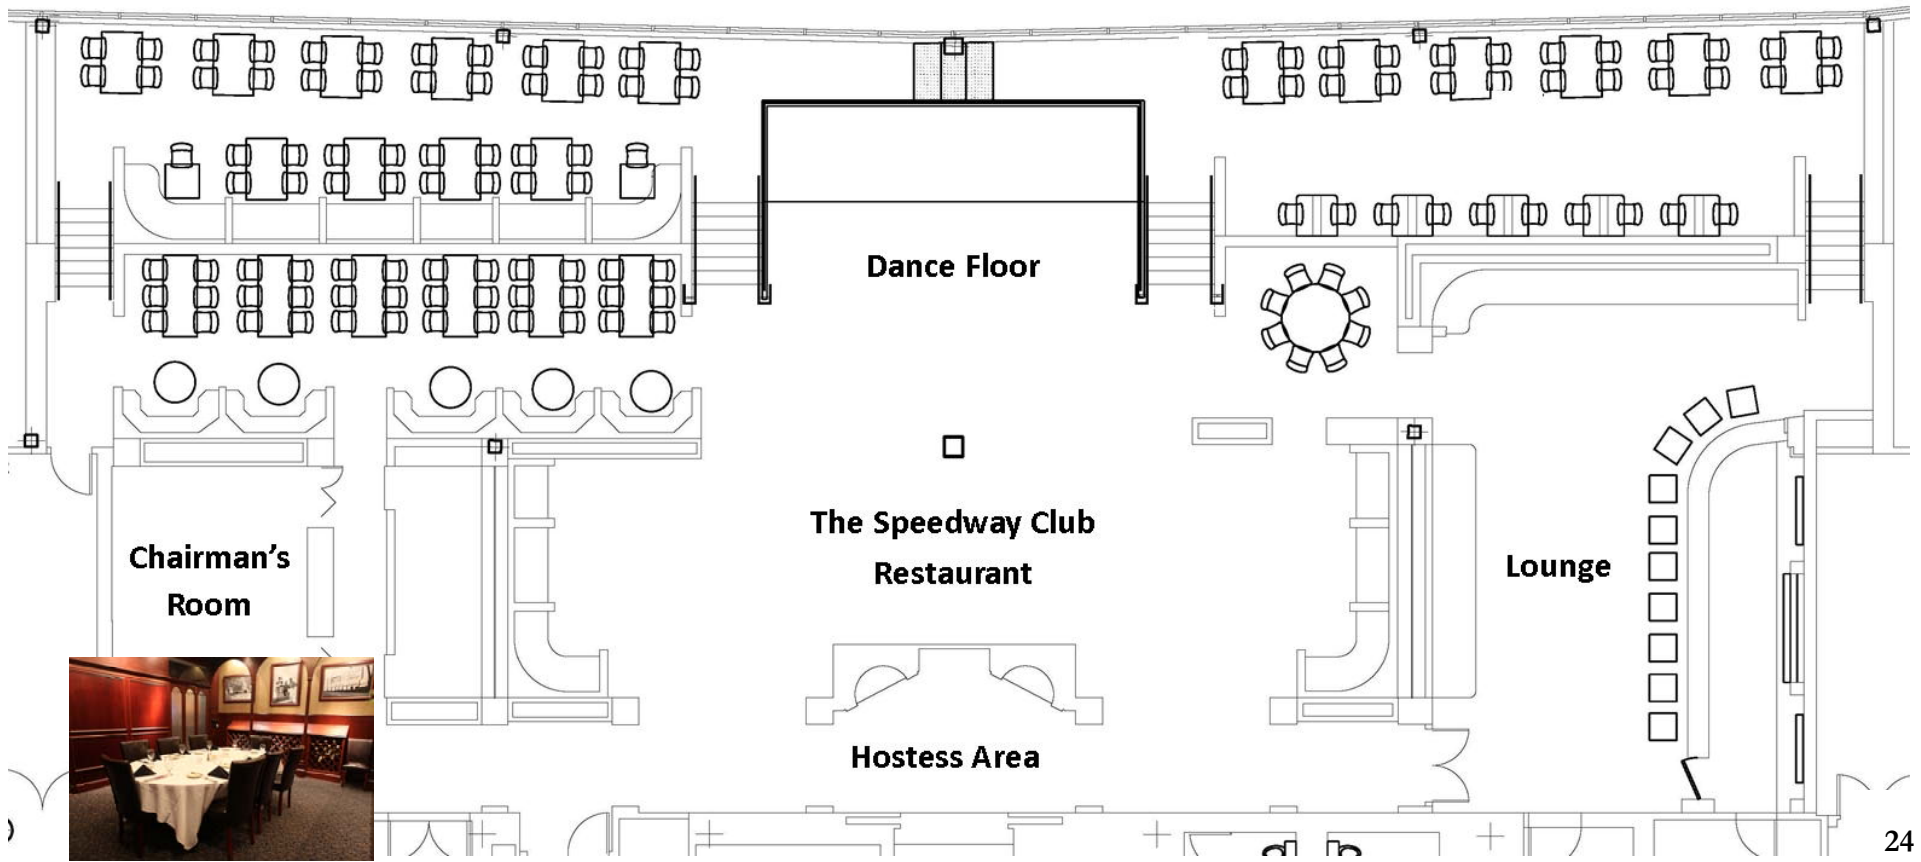 Dance Floor
The Speedway Club
Restaurant
Chairman’s
Room
Lounge
Hostess Area
24